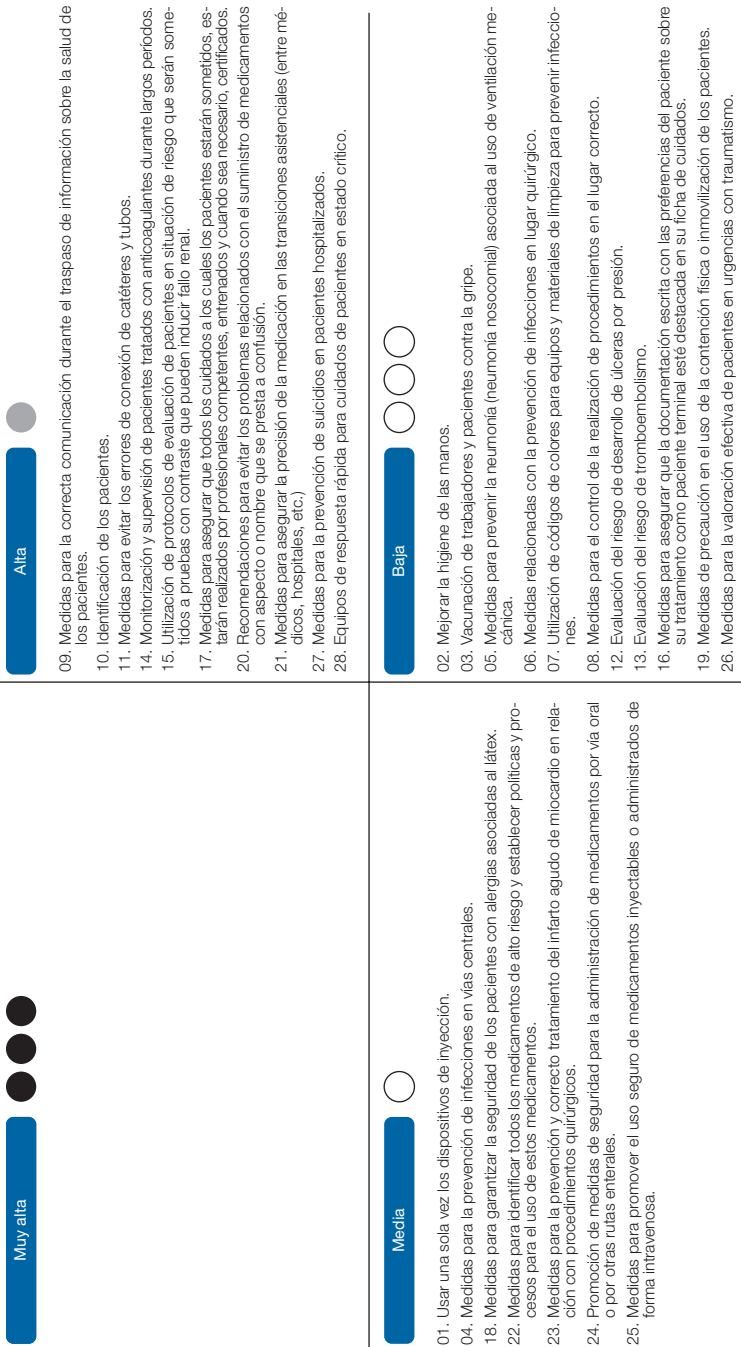 Muy alta
Alta
09. Medidas para la correcta comunicación durante el traspaso de información sobre la salud de
los pacientes.
10. Identificación de los pacientes.
11. Medidas para evitar los errores de conexión de catéteres y tubos.
14. Monitorización y supervisión de pacientes tratados con anticoagulantes durante largos períodos.
15. Utilización de protocolos de evaluación de pacientes en situación de riesgo que serán some-
tidos a pruebas con contraste que pueden inducir fallo renal.
17. Medidas para asegurar que todos los cuidados a los cuales los pacientes estarán sometidos, es-
tarán realizados por profesionales competentes, entrenados y cuando sea necesario, certificados.
20. Recomendaciones para evitar los problemas relacionados con el suministro de medicamentos
con aspecto o nombre que se presta a confusión.
21. Medidas para asegurar la precisión de la medicación en las transiciones asistenciales (entre mé-
dicos, hospitales, etc.)
27. Medidas para la prevención de suicidios en pacientes hospitalizados.
28. Equipos de respuesta rápida para cuidados de pacientes en estado crítico.
Media
01. Usar una sola vez los dispositivos de inyección.
04. Medidas para la prevención de infecciones en vías centrales.
18. Medidas para garantizar la seguridad de los pacientes con alergias asociadas al látex.
22. Medidas para identificar todos los medicamentos de alto riesgo y establecer políticas y pro-
cesos para el uso de estos medicamentos.
23. Medidas para la prevención y correcto tratamiento del infarto agudo de miocardio en rela-
ción con procedimientos quirúrgicos.
24. Promoción de medidas de seguridad para la administración de medicamentos por vía oral
o por otras rutas enterales.
25. Medidas para promover el uso seguro de medicamentos inyectables o administrados de
forma intravenosa.
Baja
02. Mejorar la higiene de las manos.
03. Vacunación de trabajadores y pacientes contra la gripe.
05. Medidas para prevenir la neumonía (neumonía nosocomial) asociada al uso de ventilación me-
cánica.
06. Medidas relacionadas con la prevención de infecciones en lugar quirúrgico.
07. Utilización de códigos de colores para equipos y materiales de limpieza para prevenir infeccio-
nes.
08. Medidas para el control de la realización de procedimientos en el lugar correcto.
12. Evaluación del riesgo de desarrollo de úlceras por presión.
13. Evaluación del riesgo de tromboembolismo.
16. Medidas para asegurar que la documentación escrita con las preferencias del paciente sobre
su tratamiento como paciente terminal esté destacada en su ficha de cuidados.
19. Medidas de precaución en el uso de la contención física o inmovilización de los pacientes.
26. Medidas para la valoración efectiva de pacientes en urgencias con traumatismo.